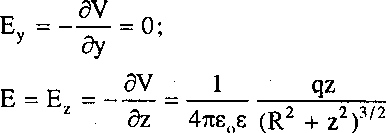 E_y = −∂V/∂y = 0;
E = E_z = −∂V/∂z = 1/(4πε_oε) qz/(R² + z²)^{3/2}